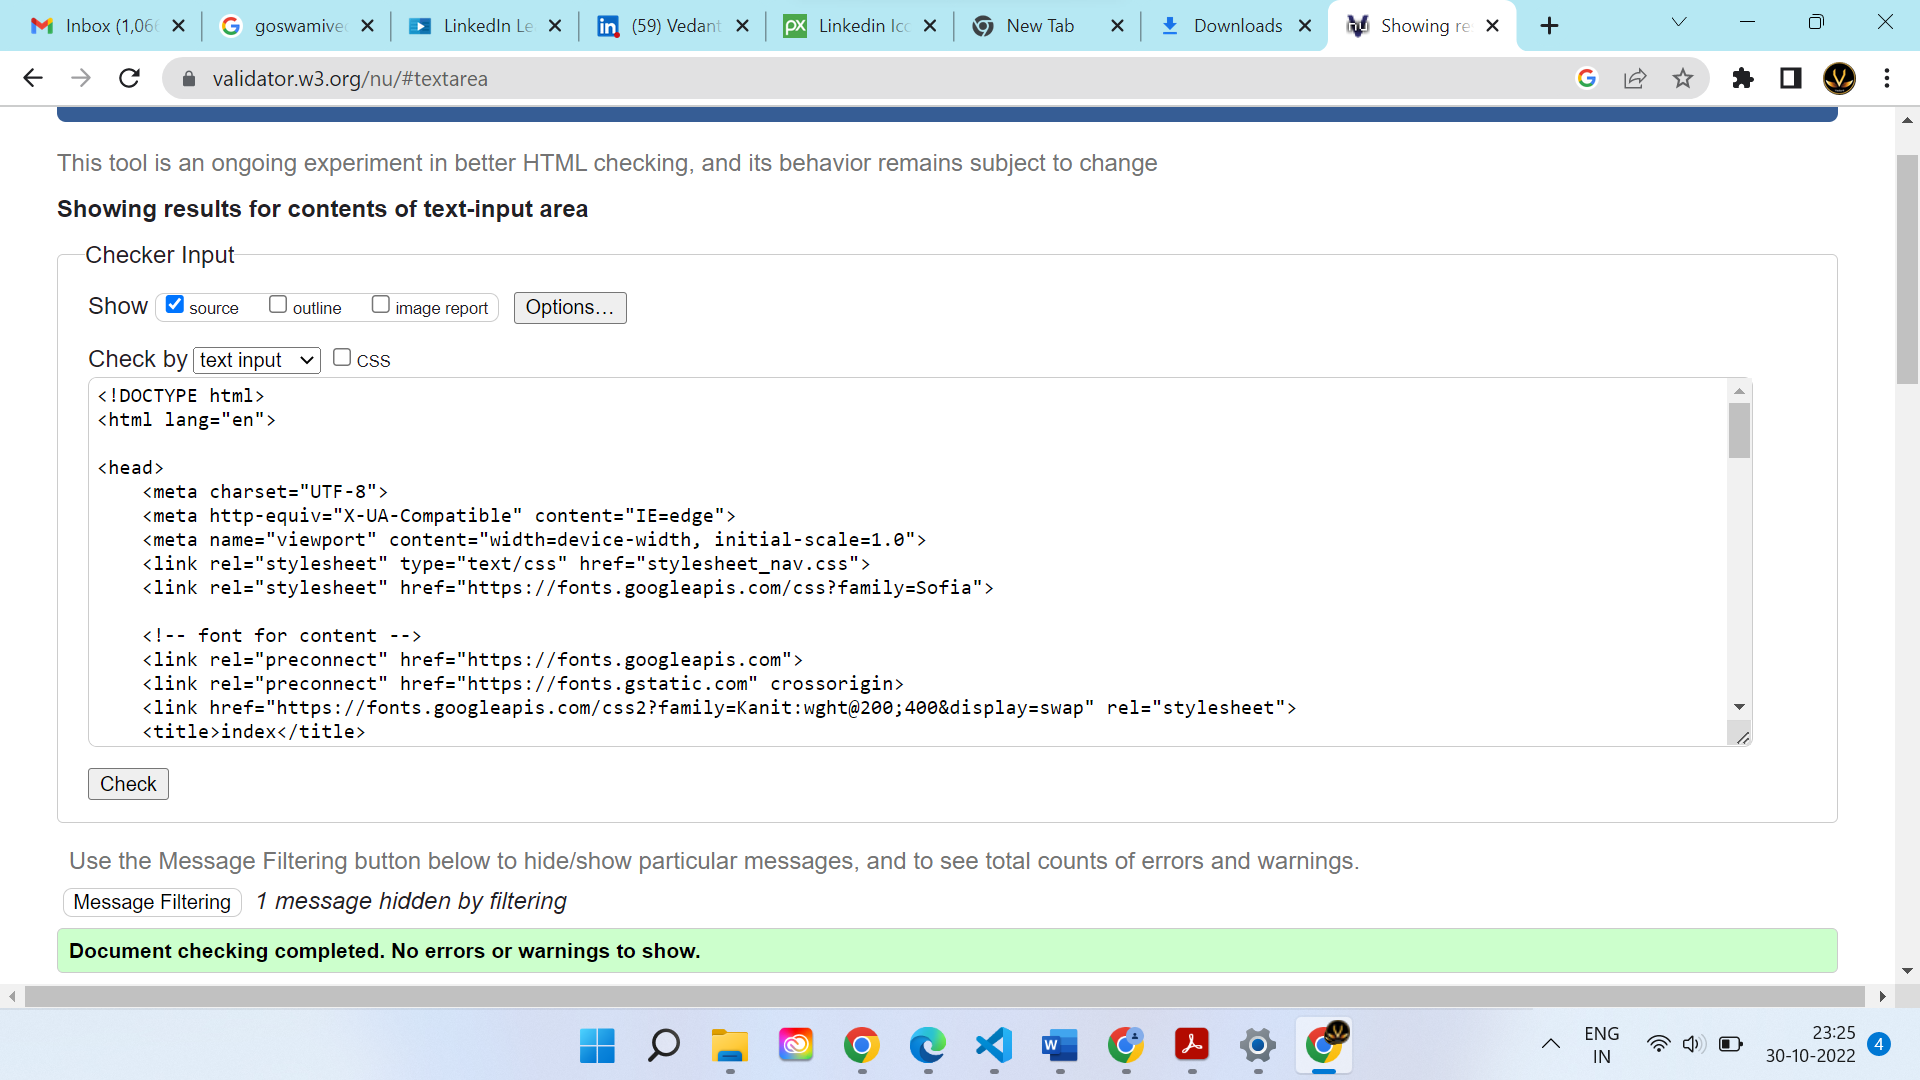 Inbox (1,06
goswamive
LinkedIn Le
in
(59) Vedant
px
Linkedin Ico
New Tab
Downloads
nu
Showing re
validator.w3.org/nu/#textarea
This tool is an ongoing experiment in better HTML checking, and its behavior remains subject to change
Showing results for contents of text-input area
Checker Input
Show source outline image report Options...
Check by text input CSS
<!DOCTYPE html>
<html lang="en">
<head>
<meta charset="UTF-8">
<meta http-equiv="X-UA-Compatible" content="IE=edge">
<meta name="viewport" content="width=device-width, initial-scale=1.0">
<link rel="stylesheet" type="text/css" href="stylesheet_nav.css">
<link rel="stylesheet" href="https://fonts.googleapis.com/css?family=Sofia">
<!-- font for content -->
<link rel="preconnect" href="https://fonts.googleapis.com">
<link rel="preconnect" href="https://fonts.gstatic.com" crossorigin>
<link href="https://fonts.googleapis.com/css2?family=Kanit:wght@200;400&display=swap" rel="stylesheet">
<title>index</title>
Check
Use the Message Filtering button below to hide/show particular messages, and to see total counts of errors and warnings.
Message Filtering 1 message hidden by filtering
Document checking completed. No errors or warnings to show.
W
ENG
IN
23:25
30-10-2022
4